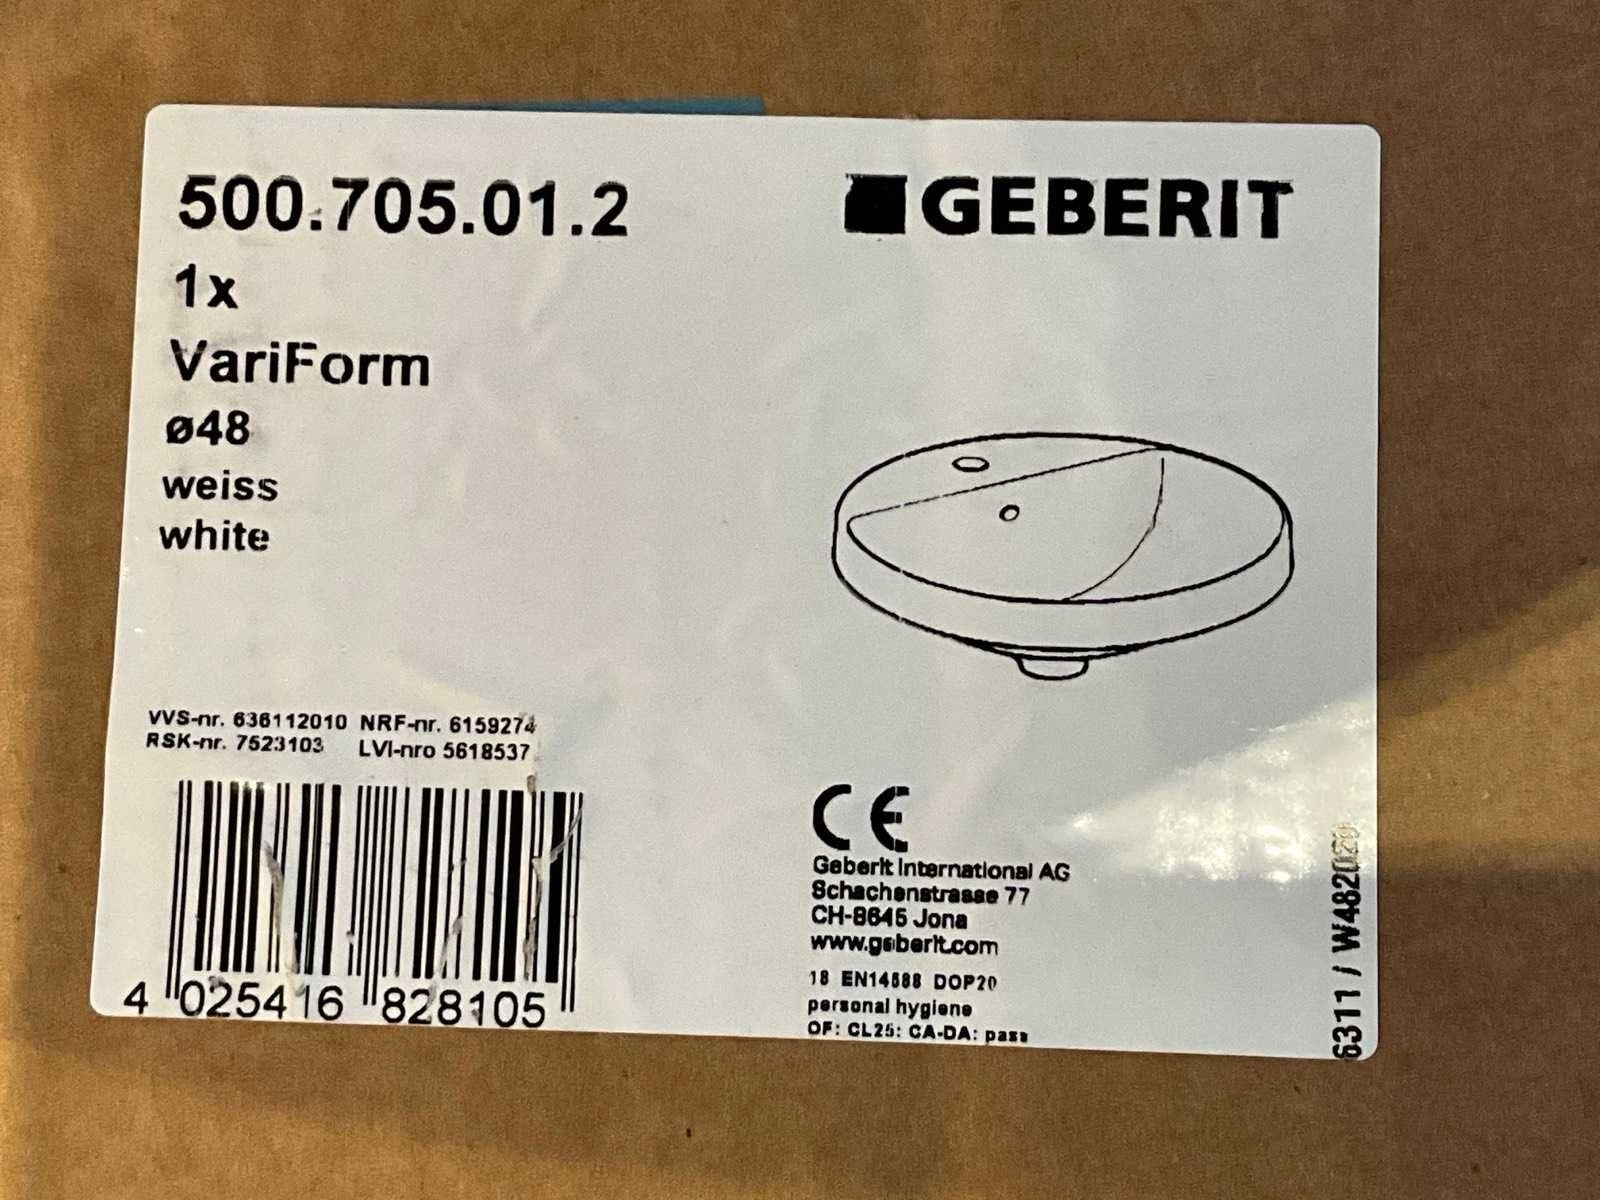 500.705.01.2
GEBERIT
1x
VariForm
ø48
weiss
white
VVS-nr. 636112010 NRF-nr. 6159274
RSK-nr. 7523103 LVI-nro 5618537
4 025416 828105
CE
Geberit International AG
Schachenstrasse 77
CH-8645 Jona
www.geberit.com
18 EN14688 DOP20
personal hygiene
OF: CL25: CA-DA: pass
6311 / W482020